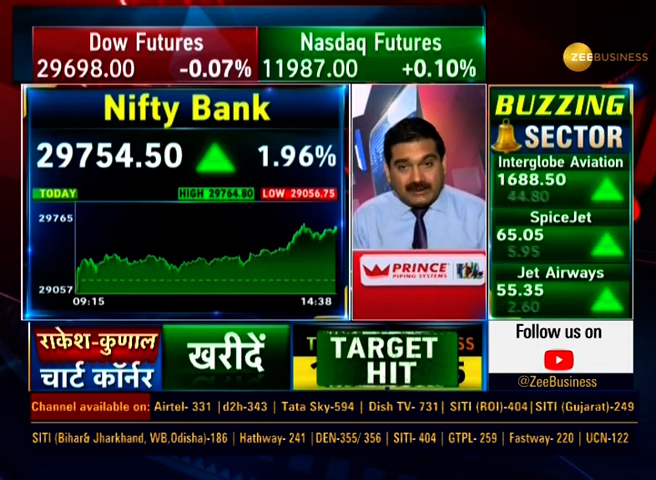 Dow Futures
29698.00 -0.07%
Nasdaq Futures
11987.00 +0.10%
ZEEBUSINESS
Nifty Bank
29754.50 1.96%
TODAY HIGH 29764.80 LOW 29056.75
29765
29057
09:15 14:38
PRINCE
PIPING SYSTEMS
BUZZING
SECTOR
Interglobe Aviation
1688.50
44.80
SpiceJet
65.05
5.95
Jet Airways
55.35
2.60
राकेश-कुणाल
चार्ट कॉर्नर
खरीदें
TARGET
HIT
Follow us on
@ZeeBusiness
Channel available on: Airtel- 331 | d2h-343 | Tata Sky-594 | Dish TV- 731 | SITI (ROI)-404 | SITI (Gujarat)-249
SITI (Bihar& Jharkhand, WB,Odisha)-186 | Hathway- 241 | DEN-355/ 356 | SITI- 404 | GTPL- 259 | Fastway- 220 | UCN-122